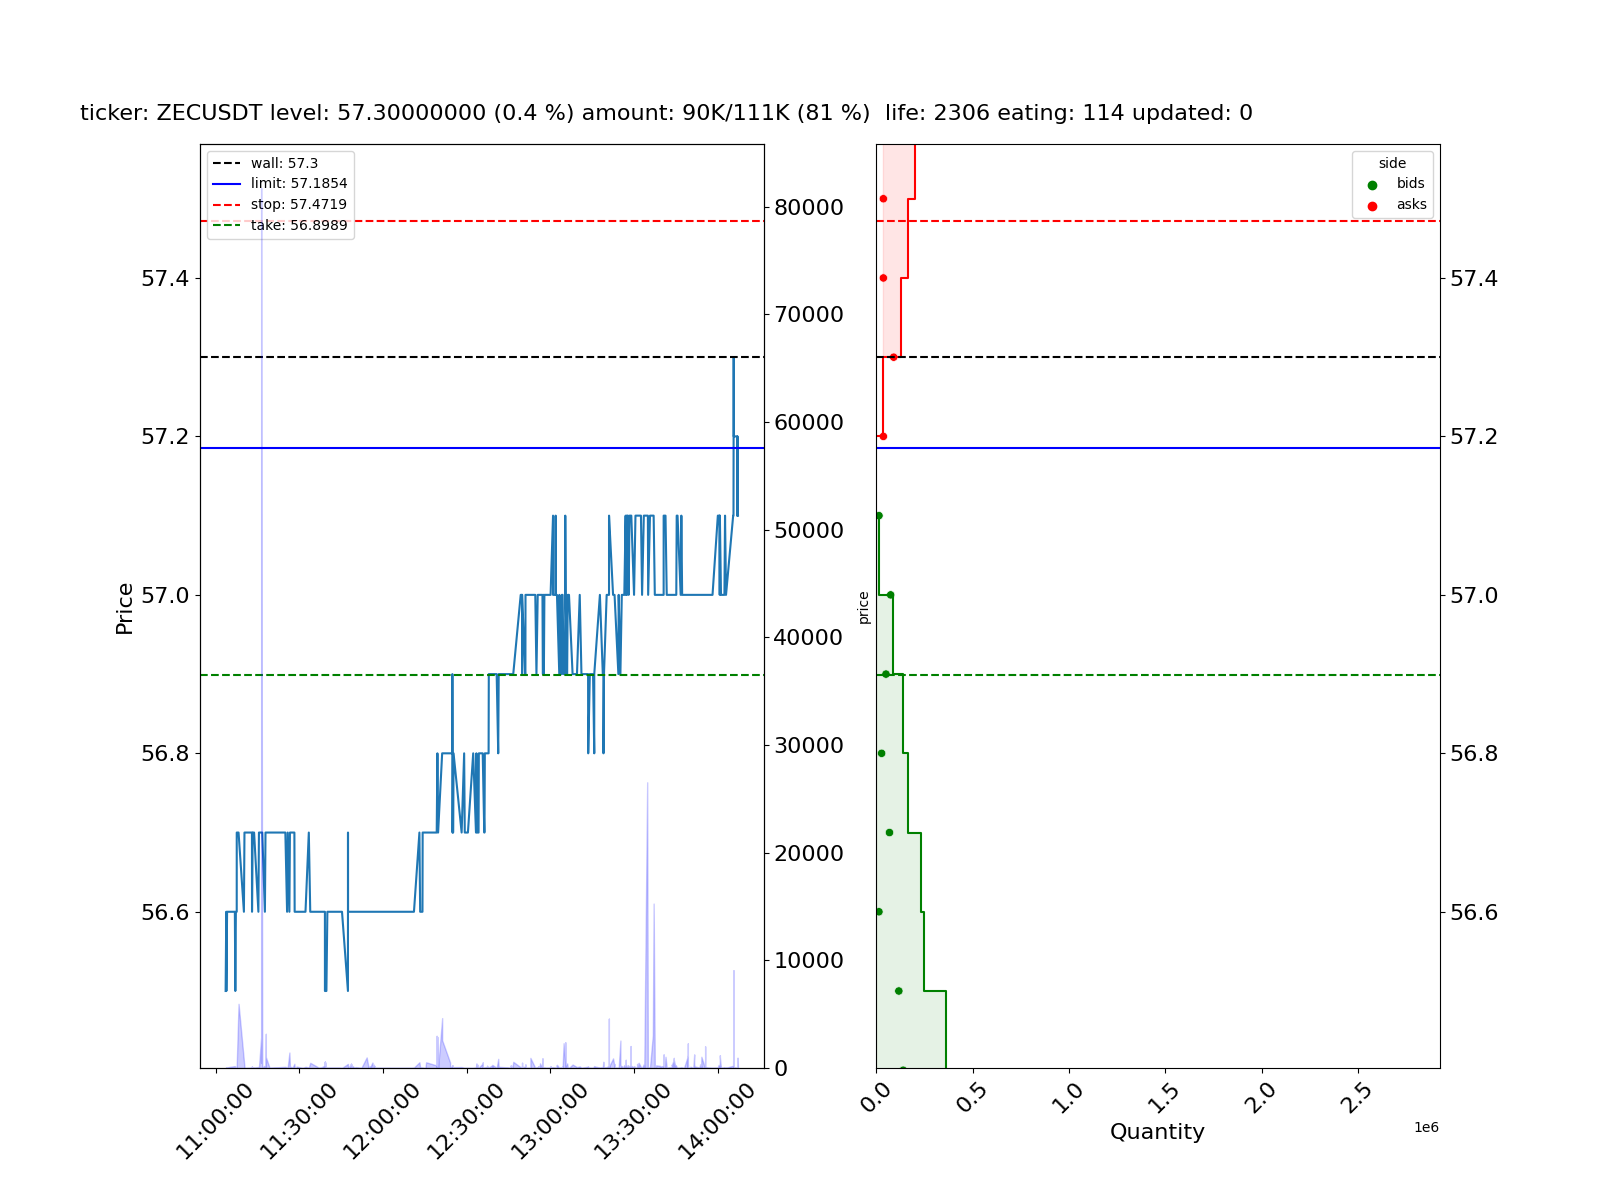 ticker: ZECUSDT level: 57.30000000 (0.4 %) amount: 90K/111K (81 %)  life: 2306 eating: 114 updated: 0
wall: 57.3
limit: 57.1854
stop: 57.4719
take: 56.8989
side
bids
asks
57.4
57.2
57.0
56.8
56.6
Price
80000
70000
60000
50000
40000
30000
20000
10000
0
price
57.4
57.2
57.0
56.8
56.6
11:00:00
11:30:00
12:00:00
12:30:00
13:00:00
13:30:00
14:00:00
0.0
0.5
1.0
1.5
2.0
2.5
1e6
Quantity